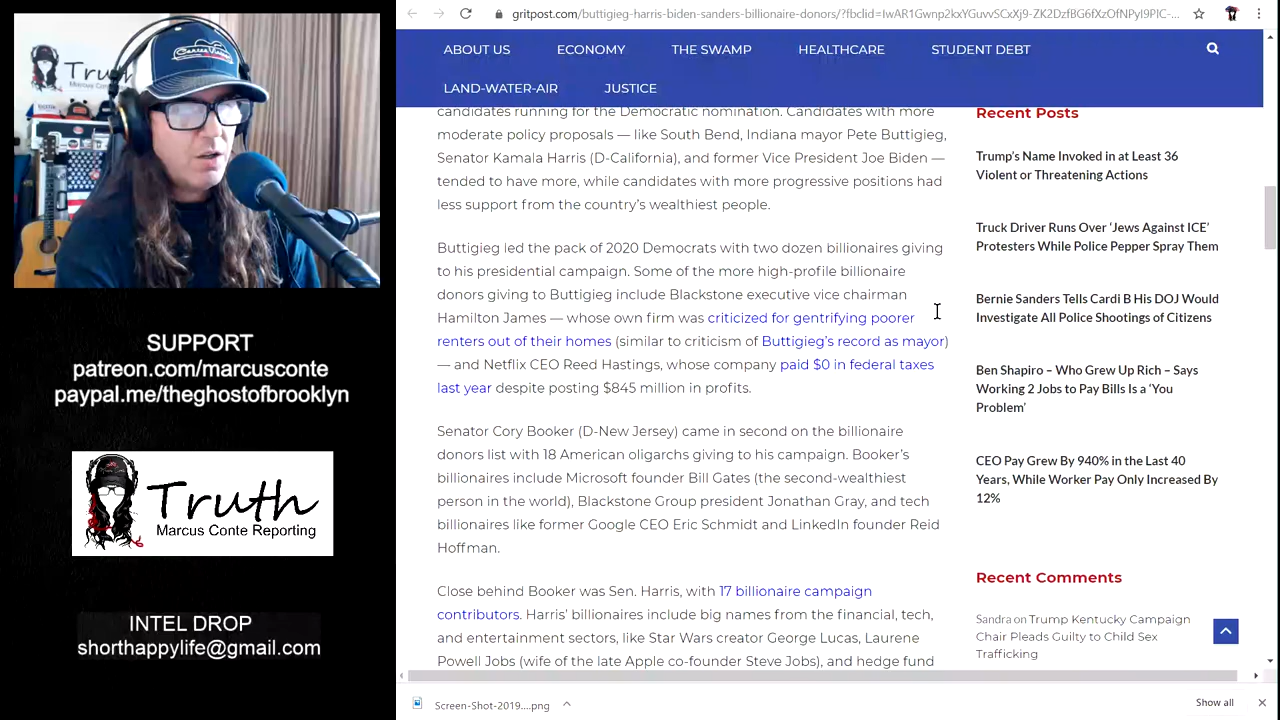 Truth
Marcus Conte
SUPPORT
patreon.com/marcusconte
paypal.me/theghostofbrooklyn
Truth
Marcus Conte Reporting
INTEL DROP
shorthappylife@gmail.com
gritpost.com/buttigieg-harris-biden-sanders-billionaire-donors/?fbclid=IwAR1Gwnp2kxYGuvvSCxXj9-ZK2DzfBG6fXzOfNPyI9PIC-...
ABOUT US
ECONOMY
THE SWAMP
HEALTHCARE
STUDENT DEBT
LAND-WATER-AIR
JUSTICE
candidates running for the Democratic nomination. Candidates with more
moderate policy proposals — like South Bend, Indiana mayor Pete Buttigieg,
Senator Kamala Harris (D-California), and former Vice President Joe Biden —
tended to have more, while candidates with more progressive positions had
less support from the country's wealthiest people.
Buttigieg led the pack of 2020 Democrats with two dozen billionaires giving
to his presidential campaign. Some of the more high-profile billionaire
donors giving to Buttigieg include Blackstone executive vice chairman
Hamilton James — whose own firm was criticized for gentrifying poorer
renters out of their homes (similar to criticism of Buttigieg's record as mayor)
— and Netflix CEO Reed Hastings, whose company paid $0 in federal taxes
last year despite posting $845 million in profits.
Senator Cory Booker (D-New Jersey) came in second on the billionaire
donors list with 18 American oligarchs giving to his campaign. Booker's
billionaires include Microsoft founder Bill Gates (the second-wealthiest
person in the world), Blackstone Group president Jonathan Gray, and tech
billionaires like former Google CEO Eric Schmidt and LinkedIn founder Reid
Hoffman.
Close behind Booker was Sen. Harris, with 17 billionaire campaign
contributors. Harris' billionaires include big names from the financial, tech,
and entertainment sectors, like Star Wars creator George Lucas, Laurene
Powell Jobs (wife of the late Apple co-founder Steve Jobs), and hedge fund
Recent Posts
Trump's Name Invoked in at Least 36
Violent or Threatening Actions
Truck Driver Runs Over 'Jews Against ICE'
Protesters While Police Pepper Spray Them
Bernie Sanders Tells Cardi B His DOJ Would
Investigate All Police Shootings of Citizens
Ben Shapiro – Who Grew Up Rich – Says
Working 2 Jobs to Pay Bills Is a 'You
Problem'
CEO Pay Grew By 940% in the Last 40
Years, While Worker Pay Only Increased By
12%
Recent Comments
Sandra on Trump Kentucky Campaign
Chair Pleads Guilty to Child Sex
Trafficking
Screen-Shot-2019....png
Show all